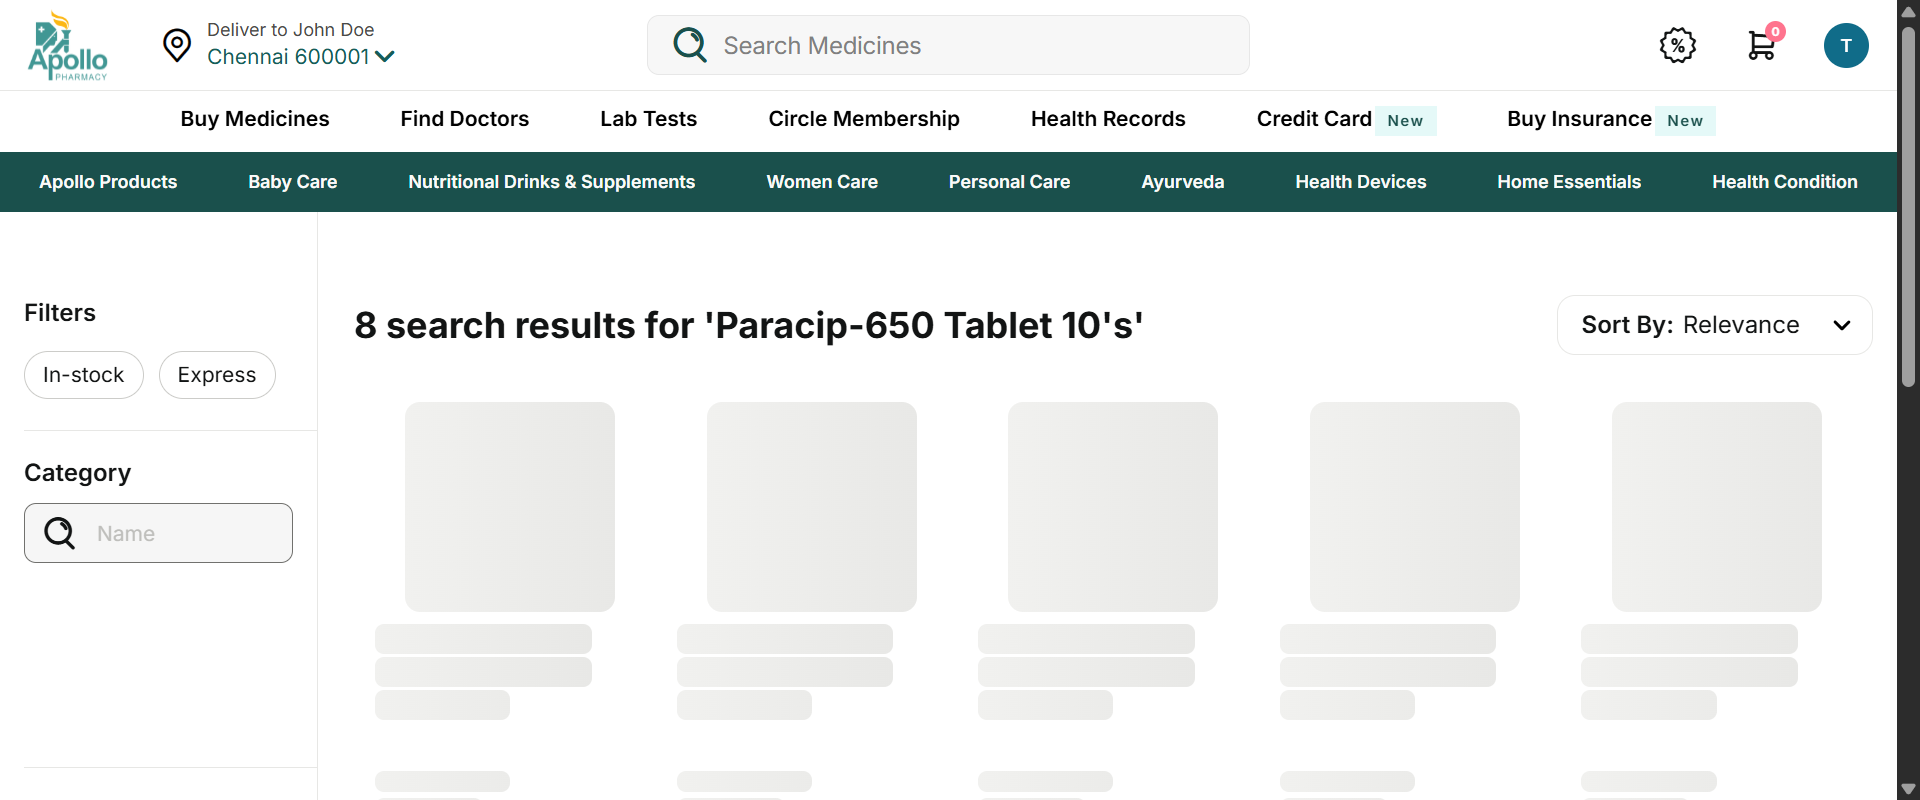 Apollo
PHARMACY
Deliver to John Doe
Chennai 600001
Search Medicines
%
0
T
Buy Medicines
Find Doctors
Lab Tests
Circle Membership
Health Records
Credit Card New
Buy Insurance New
Apollo Products
Baby Care
Nutritional Drinks & Supplements
Women Care
Personal Care
Ayurveda
Health Devices
Home Essentials
Health Condition
Filters
In-stock
Express
Category
Name
8 search results for 'Paracip-650 Tablet 10's'
Sort By: Relevance